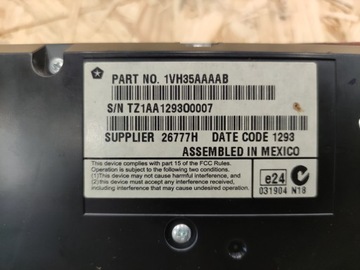 PART NO. 1VH35AAAAB
S/N TZ1AA12930007
SUPPLIER 26777H DATE CODE 1293
ASSEMBLED IN MEXICO
This device complies with part 15 of the FCC Rules.
Operation is subject to the following two conditions.
(1)This device may not cause harmful interference, and
(2)this device must accept any interference received,
including interference that may cause undesired
operation.
e24
031904 N18